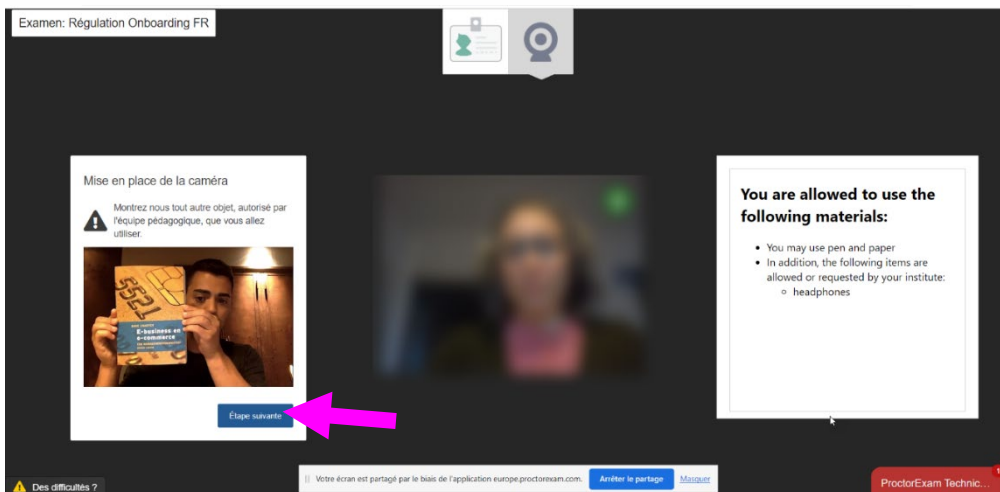 Examen: Régulation Onboarding FR
Mise en place de la caméra
Montrez nous tout autre objet, autorisé par
l'équipe pédagogique, que vous allez
utiliser.
E-business en
e-commerce
Étape suivante
You are allowed to use the
following materials:
• You may use pen and paper
• In addition, the following items are
allowed or requested by your institute:
○ headphones
Des difficultés ?
Votre écran est partagé par le biais de l'application europe.proctorexam.com.
Arrêter le partage
Masquer
ProctorExam Technic...